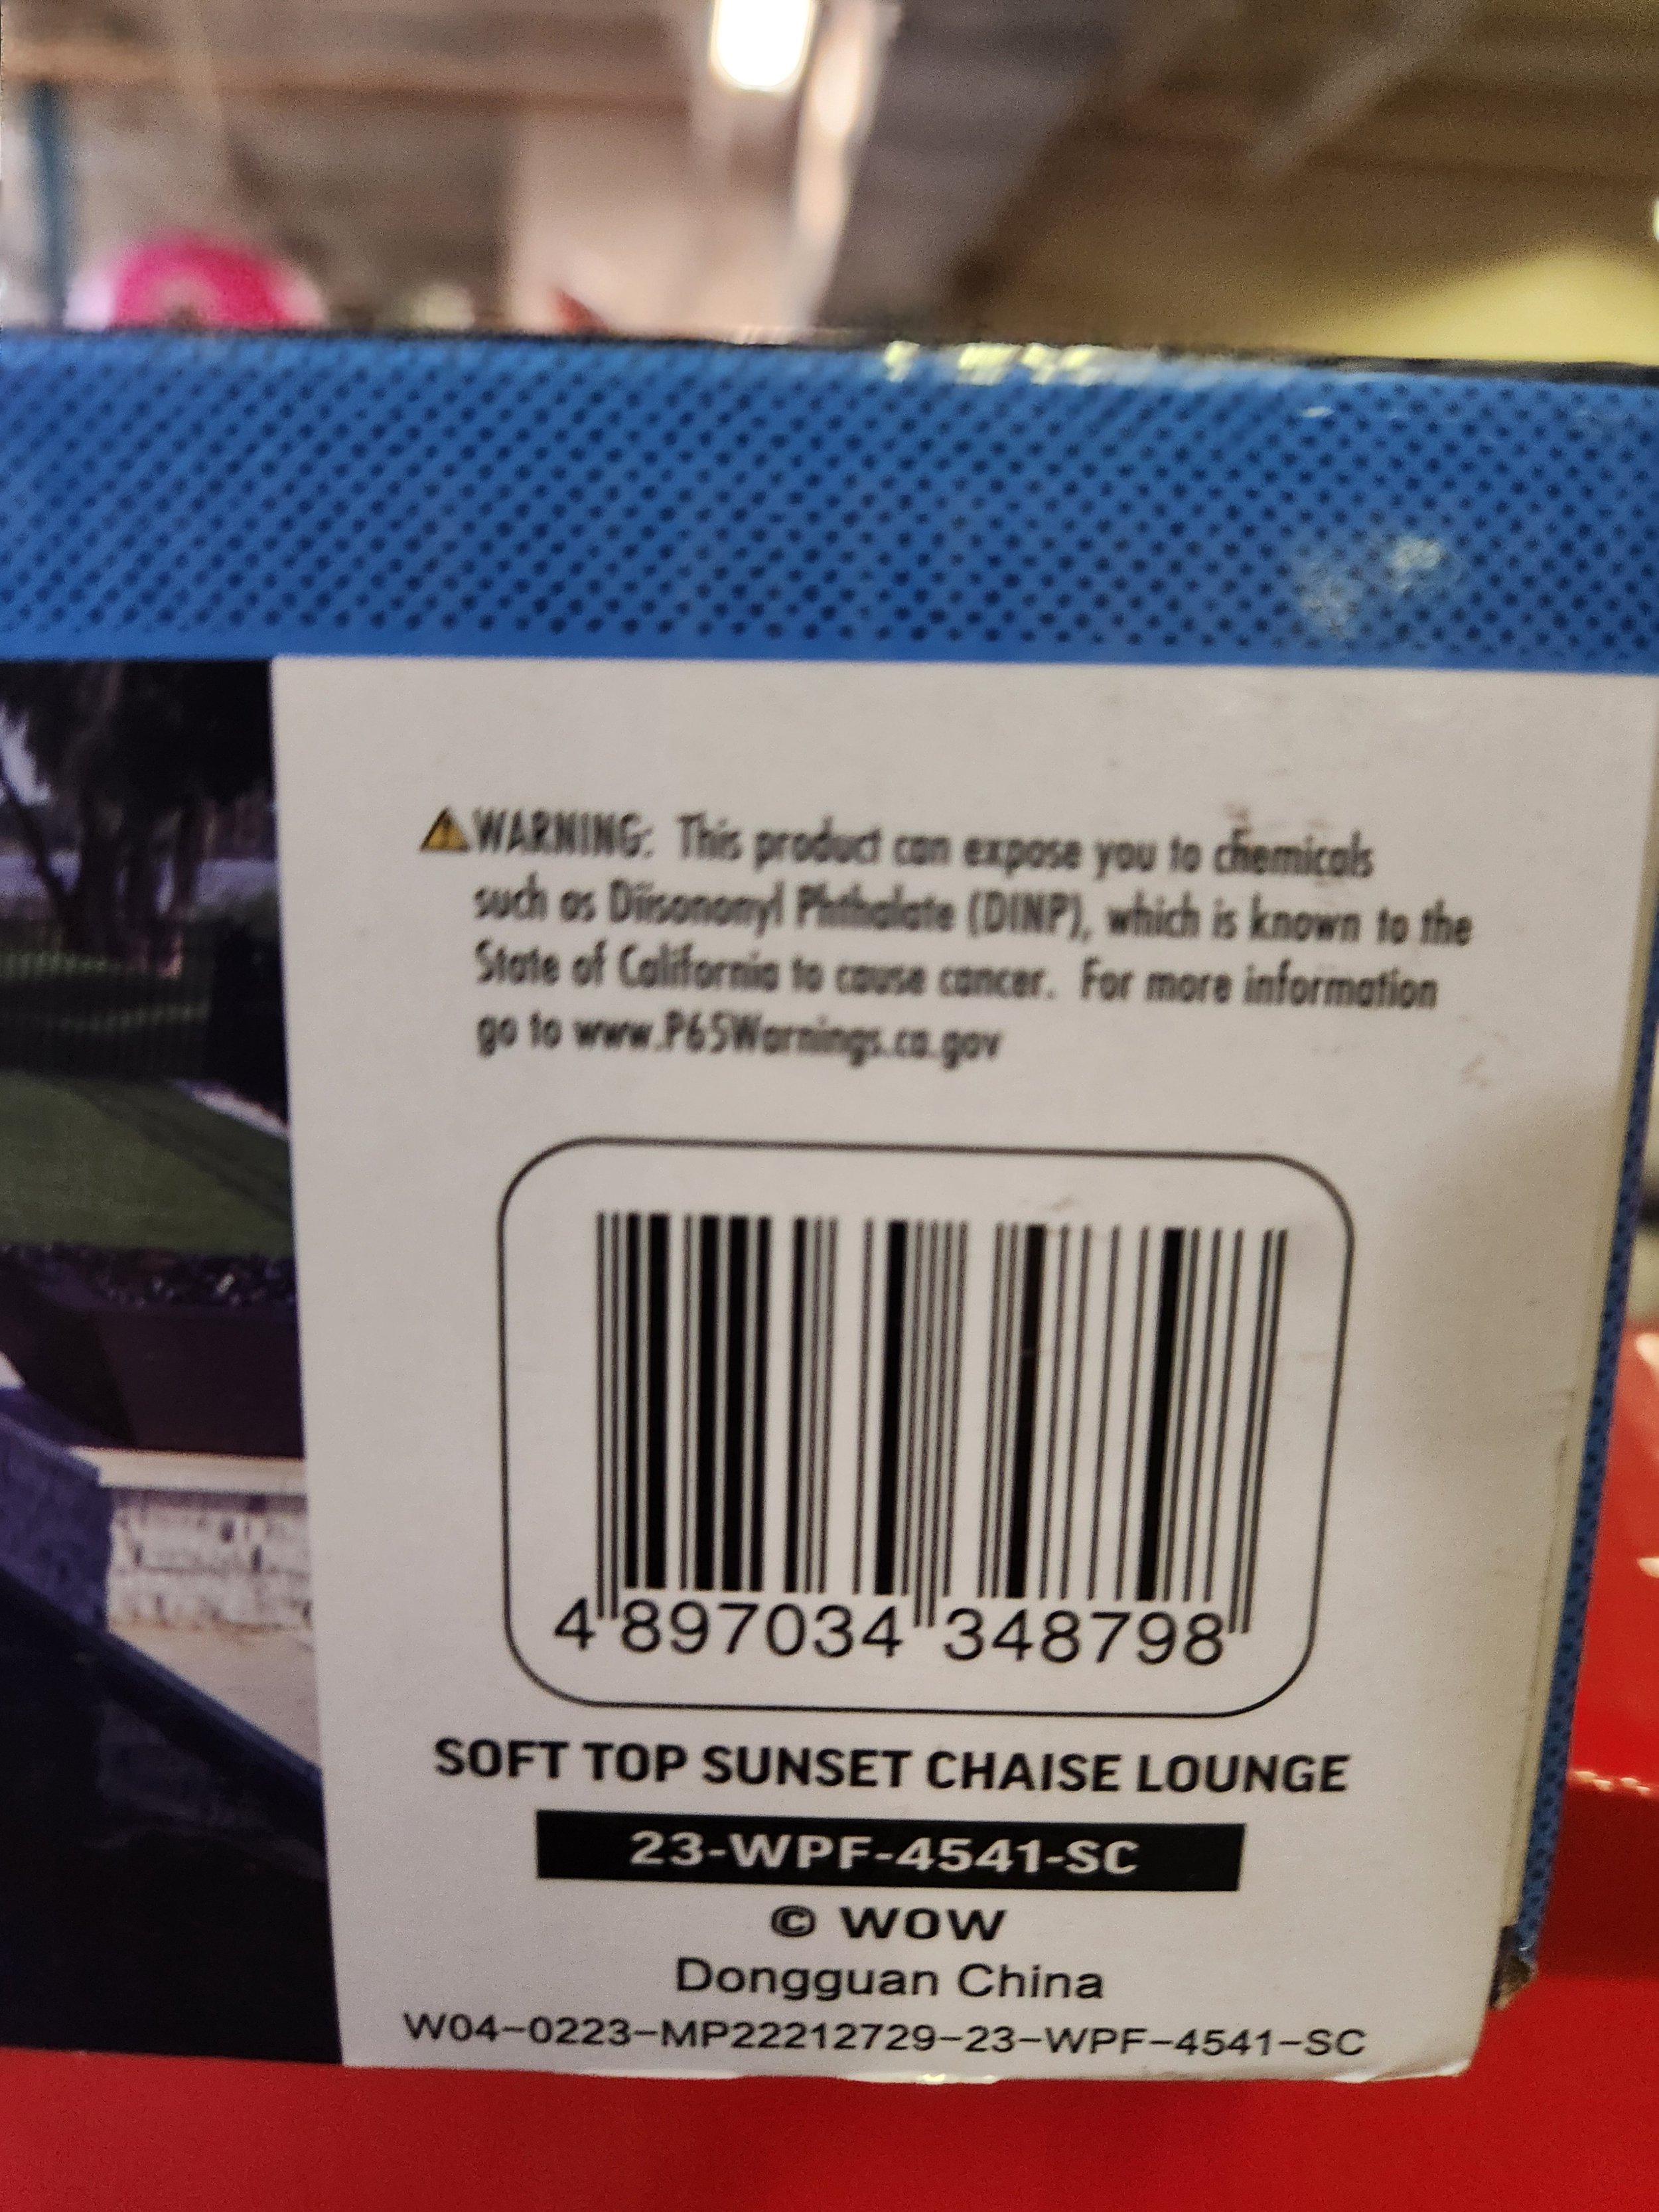 ⚠WARNING: This product can expose you to chemicals
such as Diisononyl Phthalate (DINP), which is known to the
State of California to cause cancer. For more information
go to www.P65Warnings.ca.gov
4 897034 348798
SOFT TOP SUNSET CHAISE LOUNGE
23-WPF-4541-SC
© WOW
Dongguan China
W04-0223-MP22212729-23-WPF-4541-SC